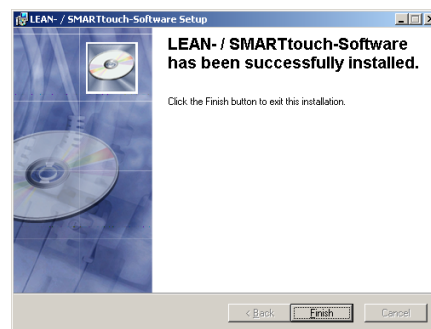 LEAN- / SMARTtouch-Software Setup
LEAN- / SMARTtouch-Software
has been successfully installed.
Click the Finish button to exit this installation.
< Back
Finish
Cancel